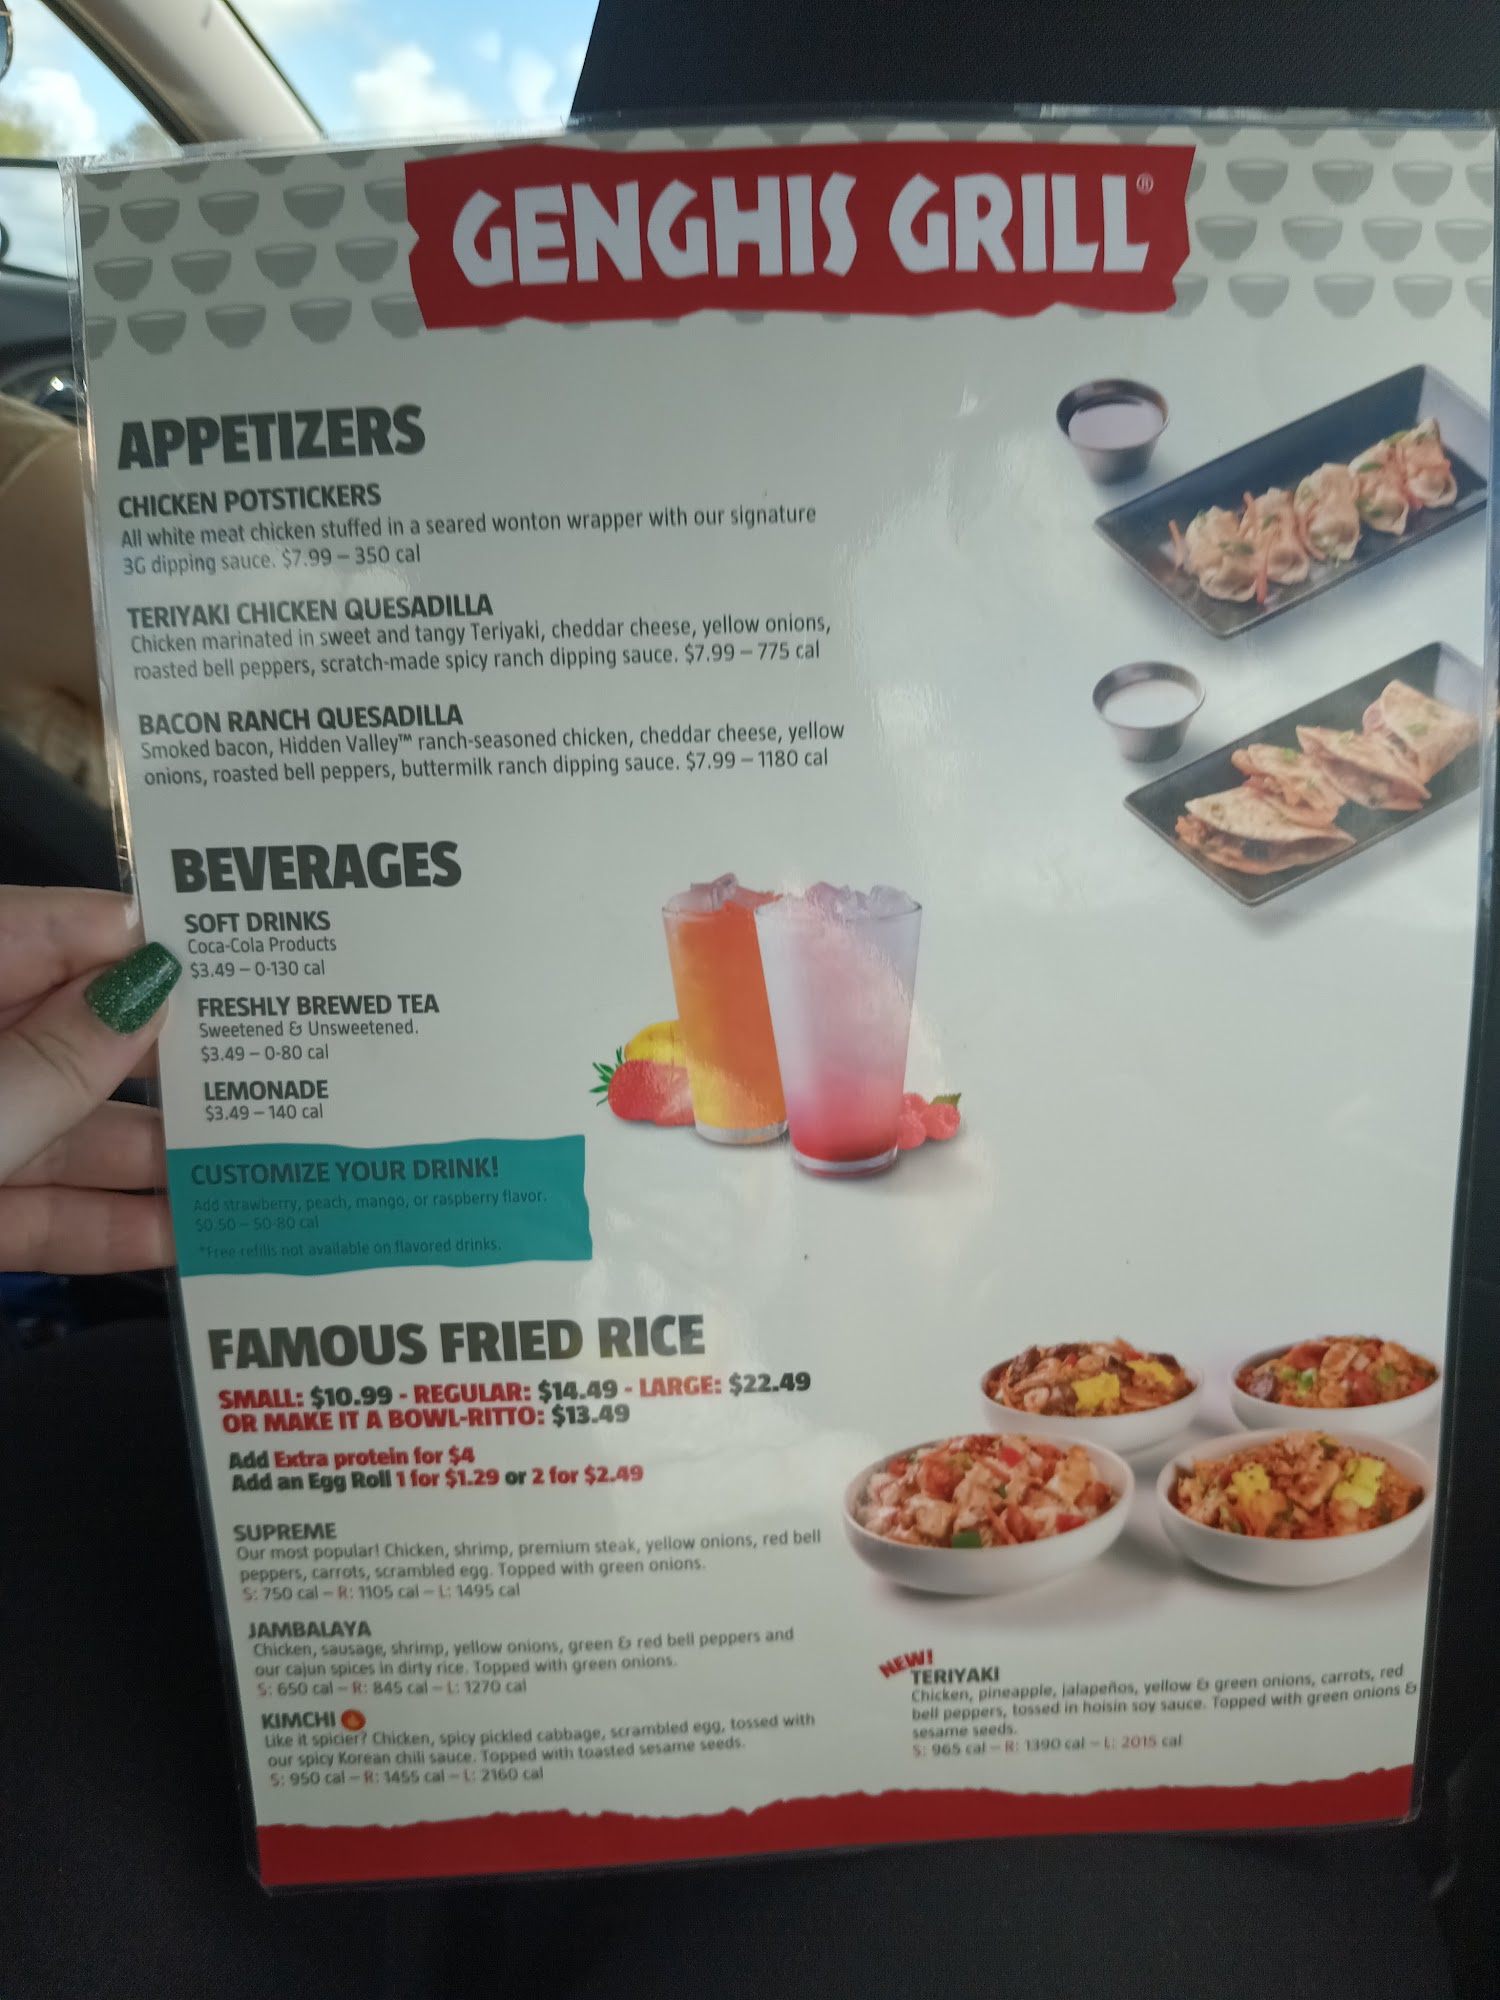 GENGHIS GRILL®
APPETIZERS
CHICKEN POTSTICKERS
All white meat chicken stuffed in a seared wonton wrapper with our signature
3G dipping sauce. $7.99 – 350 cal
TERIYAKI CHICKEN QUESADILLA
Chicken marinated in sweet and tangy Teriyaki, cheddar cheese, yellow onions,
roasted bell peppers, scratch-made spicy ranch dipping sauce. $7.99 – 775 cal
BACON RANCH QUESADILLA
Smoked bacon, Hidden Valley™ ranch-seasoned chicken, cheddar cheese, yellow
onions, roasted bell peppers, buttermilk ranch dipping sauce. $7.99 – 1180 cal
BEVERAGES
SOFT DRINKS
Coca-Cola Products
$3.49 – 0-130 cal
FRESHLY BREWED TEA
Sweetened & Unsweetened.
$3.49 – 0-80 cal
LEMONADE
$3.49 – 140 cal
CUSTOMIZE YOUR DRINK!
Add strawberry, peach, mango, or raspberry flavor.
$0.50 – 50-80 cal
*Free refills not available on flavored drinks.
FAMOUS FRIED RICE
SMALL: $10.99 - REGULAR: $14.49 - LARGE: $22.49
OR MAKE IT A BOWL-RITTO: $13.49
Add Extra protein for $4
Add an Egg Roll 1 for $1.29 or 2 for $2.49
SUPREME
Our most popular! Chicken, shrimp, premium steak, yellow onions, red bell
peppers, carrots, scrambled egg. Topped with green onions.
S: 750 cal – R: 1105 cal – L: 1495 cal
JAMBALAYA
Chicken, sausage, shrimp, yellow onions, green & red bell peppers and
our cajun spices in dirty rice. Topped with green onions.
S: 650 cal – R: 845 cal – L: 1270 cal
KIMCHI
Like it spicier? Chicken, spicy pickled cabbage, scrambled egg, tossed with
our spicy Korean chili sauce. Topped with toasted sesame seeds.
S: 950 cal – R: 1455 cal – L: 2160 cal
NEW!
TERIYAKI
Chicken, pineapple, jalapeños, yellow & green onions, carrots, red
bell peppers, tossed in hoisin soy sauce. Topped with green onions &
sesame seeds.
S: 965 cal – R: 1390 cal – L: 2015 cal